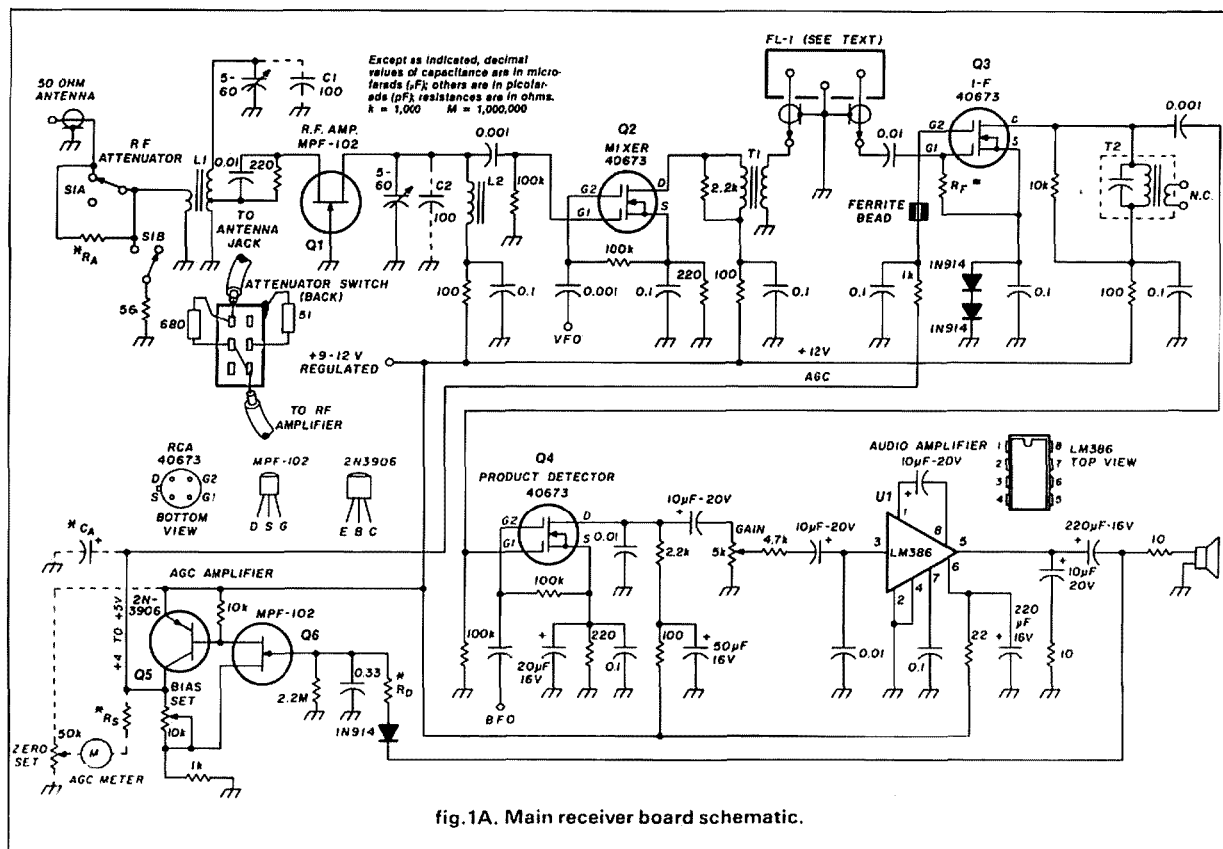 FL-1 (SEE TEXT)
50 OHM
ANTENNA
5-
60
C1
100
Except as indicated, decimal
values of capacitance are in micro-
farads (µF); others are in picofar-
ads (pF); resistances are in ohms.
k = 1,000 M = 1,000,000
Q3
I-F
40673
0.001
RF
ATTENUATOR
S1A
L1
0.01
220
R.F. AMP.
MPF-102
Q1
5-
60
C2
100
0.001
L2
100k
Q2
MIXER
40673
G2
G1
D
S
2.2k
T1
0.01
G2
G1
RF*
S
FERRITE
BEAD
10k
T2
N.C.
*RA
S1B
56
TO
ANTENNA
JACK
ATTENUATOR SWITCH
(BACK)
680
51
TO RF
AMPLIFIER
100
0.1
0.001
100k
0.1
220
VFO
100
0.1
0.1
1k
1N914
1N914
0.1
100
0.1
+9-12 V
REGULATED
+12V
AGC
RCA
40673
D
S
G2
G1
BOTTOM
VIEW
MPF-102
D S G
2N3906
E B C
Q4
PRODUCT DETECTOR
40673
G2
G1
D
S
0.01
10µF-20V
+
2.2k
GAIN
5k
4.7k
10µF-20V
+
AUDIO AMPLIFIER
10µF-20V
+
U1
LM386
1
8
3
5
6
2
4
7
1
2
3
4
8
7
6
5
LM386
TOP VIEW
220µF-16V
+
10
+
10µF
20V
10
*CA
+
AGC AMPLIFIER
2N-
3906
10k
MPF-102
Q6
Q5
+4 TO +5V
BIAS
SET
10k
*RS
50k
ZERO
SET
M
AGC METER
1k
2.2M
0.33
*RD
1N914
100k
100k
+
20µF
16V
220
0.1
BFO
100
+
50µF
16V
0.01
0.1
22
+
220
µF
16V
fig.1A. Main receiver board schematic.